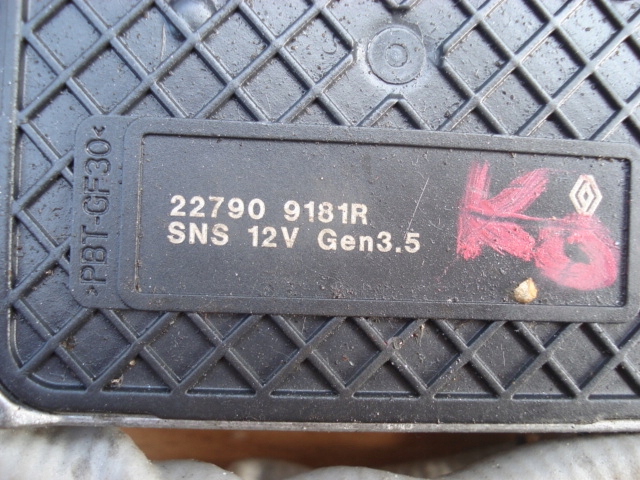 >PBT-GF30<
22790 9181R
SNS 12V Gen3.5
KO